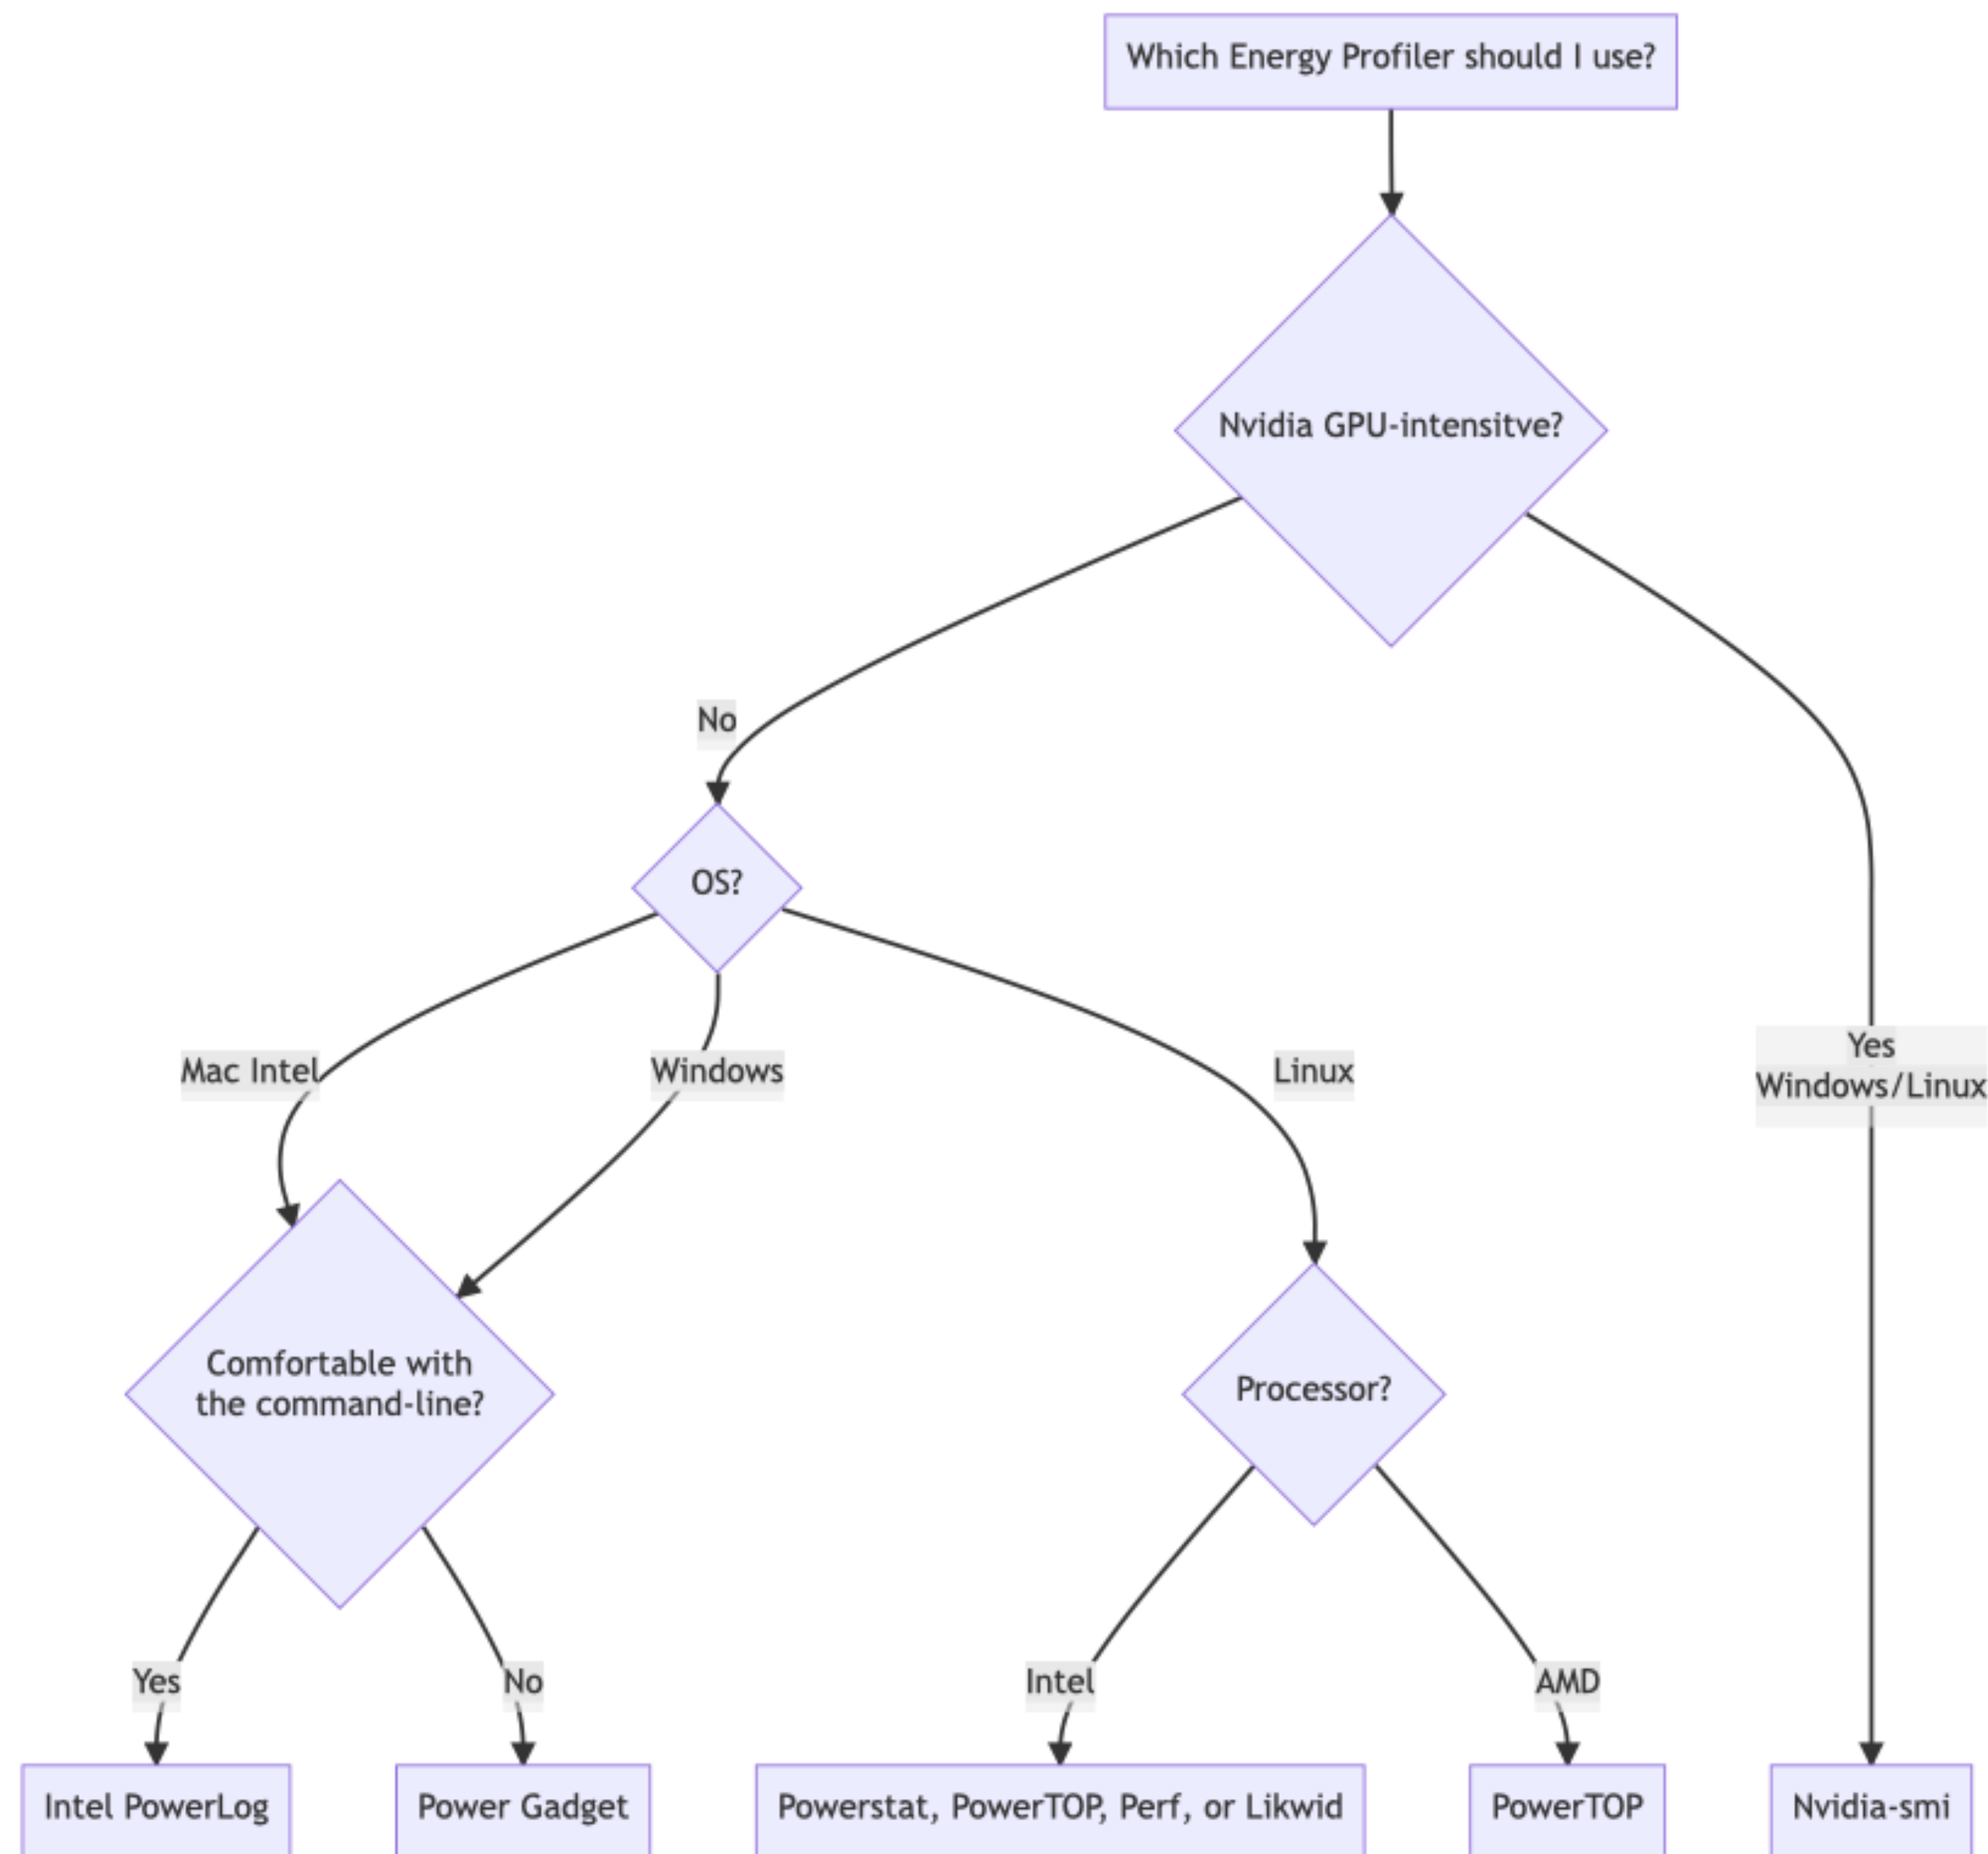 Which Energy Profiler should I use?
Nvidia GPU-intensitve?
No
OS?
Mac Intel
Windows
Linux
Yes
Windows/Linux
Comfortable with
the command-line?
Processor?
Yes
No
Intel
AMD
Intel PowerLog
Power Gadget
Powerstat, PowerTOP, Perf, or Likwid
PowerTOP
Nvidia-smi